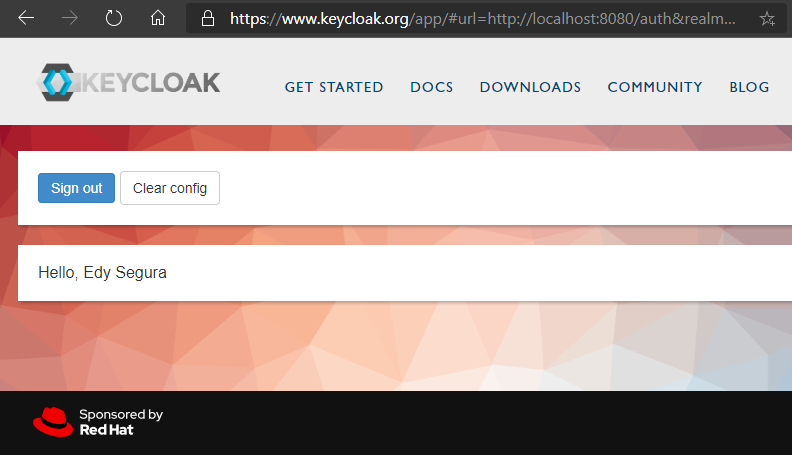 https://www.keycloak.org/app/#url=http://localhost:8080/auth&realm...
KEYCLOAK
GET STARTED DOCS DOWNLOADS COMMUNITY BLOG
Sign out Clear config
Hello, Edy Segura
Sponsored by
Red Hat